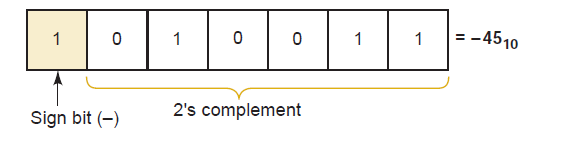 1 0 1 0 0 1 1 = –45₁₀
Sign bit (–)
2's complement